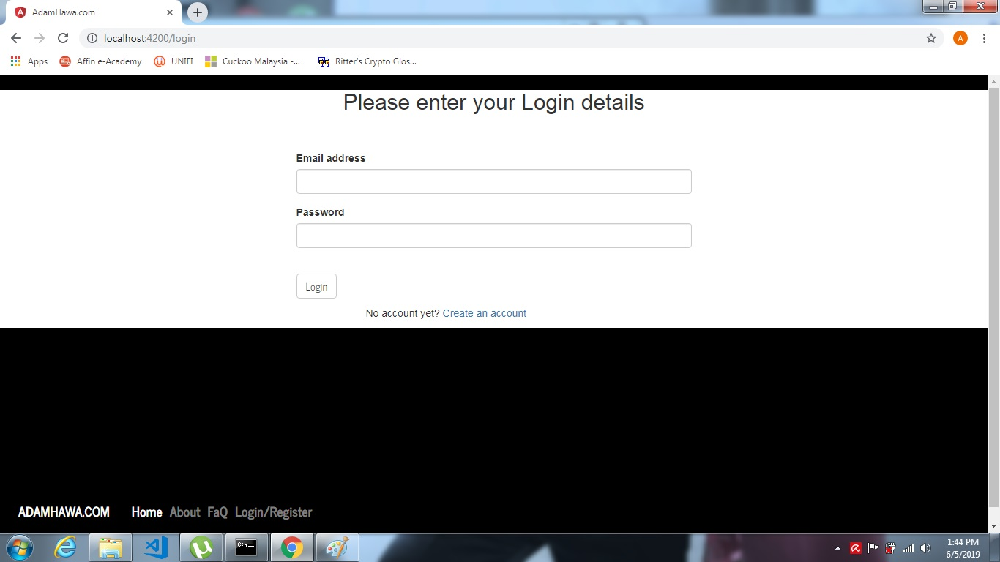 AdamHawa.com
localhost:4200/login
A
Apps Affin e-Academy UNIFI Cuckoo Malaysia -... Ritter's Crypto Glos...
Please enter your Login details
Email address
Password
Login
No account yet? Create an account
ADAMHAWA.COM Home About FaQ Login/Register
C:\_
1:44 PM
6/5/2019